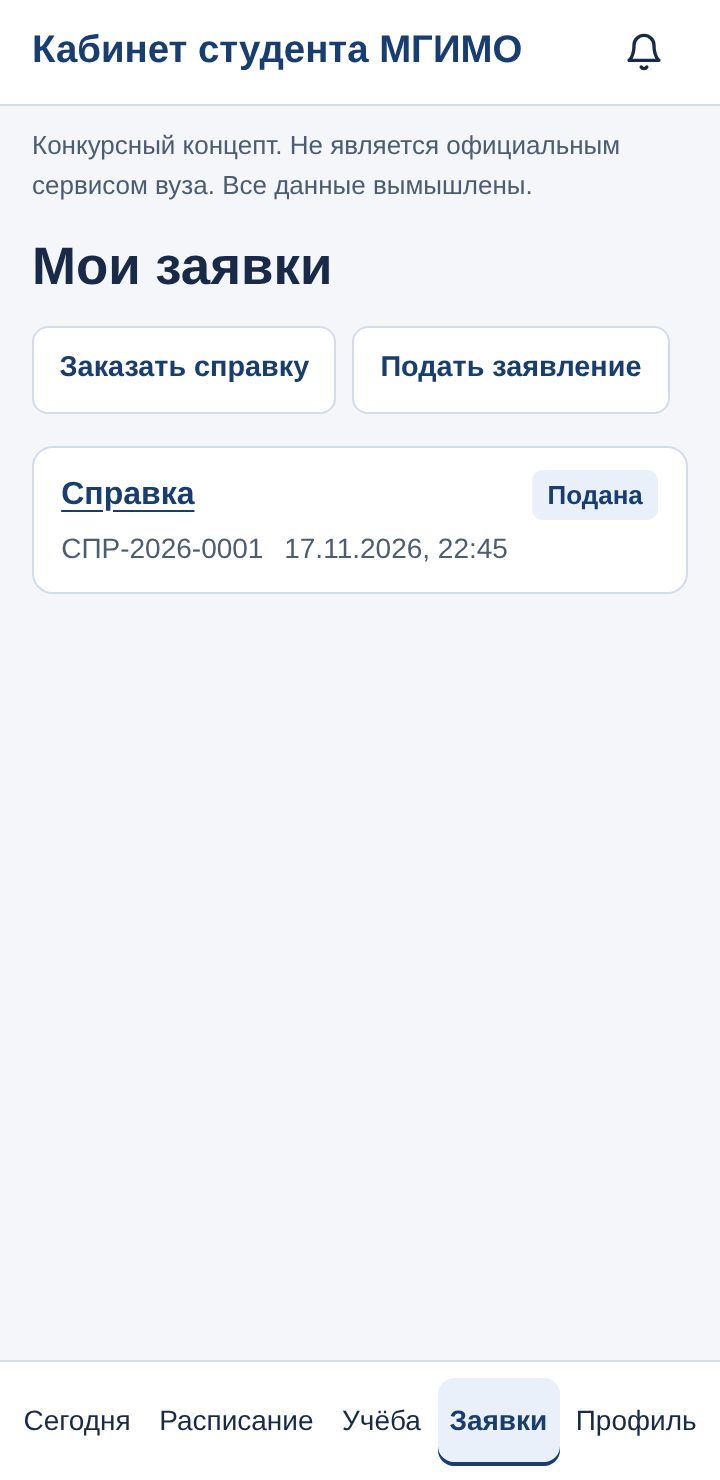 Кабинет студента МГИМО
Конкурсный концепт. Не является официальным
сервисом вуза. Все данные вымышлены.
Мои заявки
Заказать справку
Подать заявление
Справка
Подана
СПР-2026-0001 17.11.2026, 22:45
Сегодня
Расписание
Учёба
Заявки
Профиль